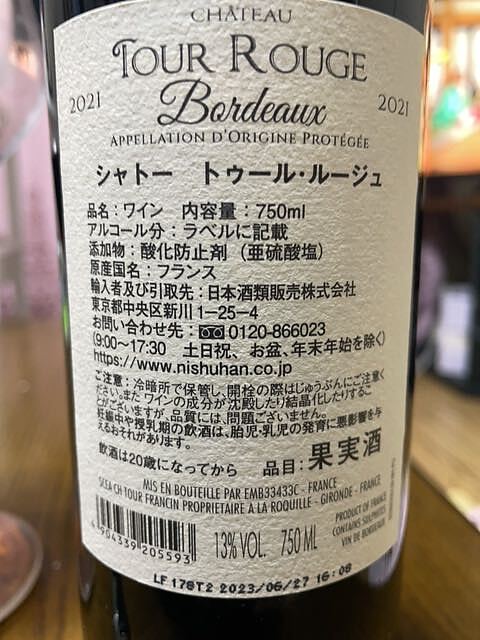 CHÂTEAU
TOUR ROUGE
2021 Bordeaux 2021
APPELLATION D'ORIGINE PROTÉGÉE
シャトー トゥール・ルージュ
品名：ワイン 内容量：750ml
アルコール分：ラベルに記載
添加物：酸化防止剤（亜硫酸塩）
原産国名：フランス
輸入者及び引取先：日本酒類販売株式会社
東京都中央区新川1-25-4
お問い合わせ先：0120-866023
(9:00~17:30 土日祝、お盆、年末年始を除く)
https://www.nishuhan.co.jp
ご注意：冷暗所で保管し、開栓の際はじゅうぶんにご注意く
ださい。また ワインの成分が沈殿したり結晶化したりするこ
とがございますが、品質には、問題ございません。
妊娠中や授乳期の飲酒は、胎児・乳児の発育に悪影響を与
えるおそれがあります。
飲酒は20歳になってから 品目：果実酒
MIS EN BOUTEILLE PAR EMB33433C - FRANCE
SCEA CH TOUR FRANCIN PROPRIETAIRE A LA ROQUILLE - GIRONDE - FRANCE
4 904339 205593
13% VOL. 750 ML
PRODUCT OF FRANCE
CONTAINS SULPHITES
VIN DE BORDEAUX
LF 178T2 2023/06/27 16:08